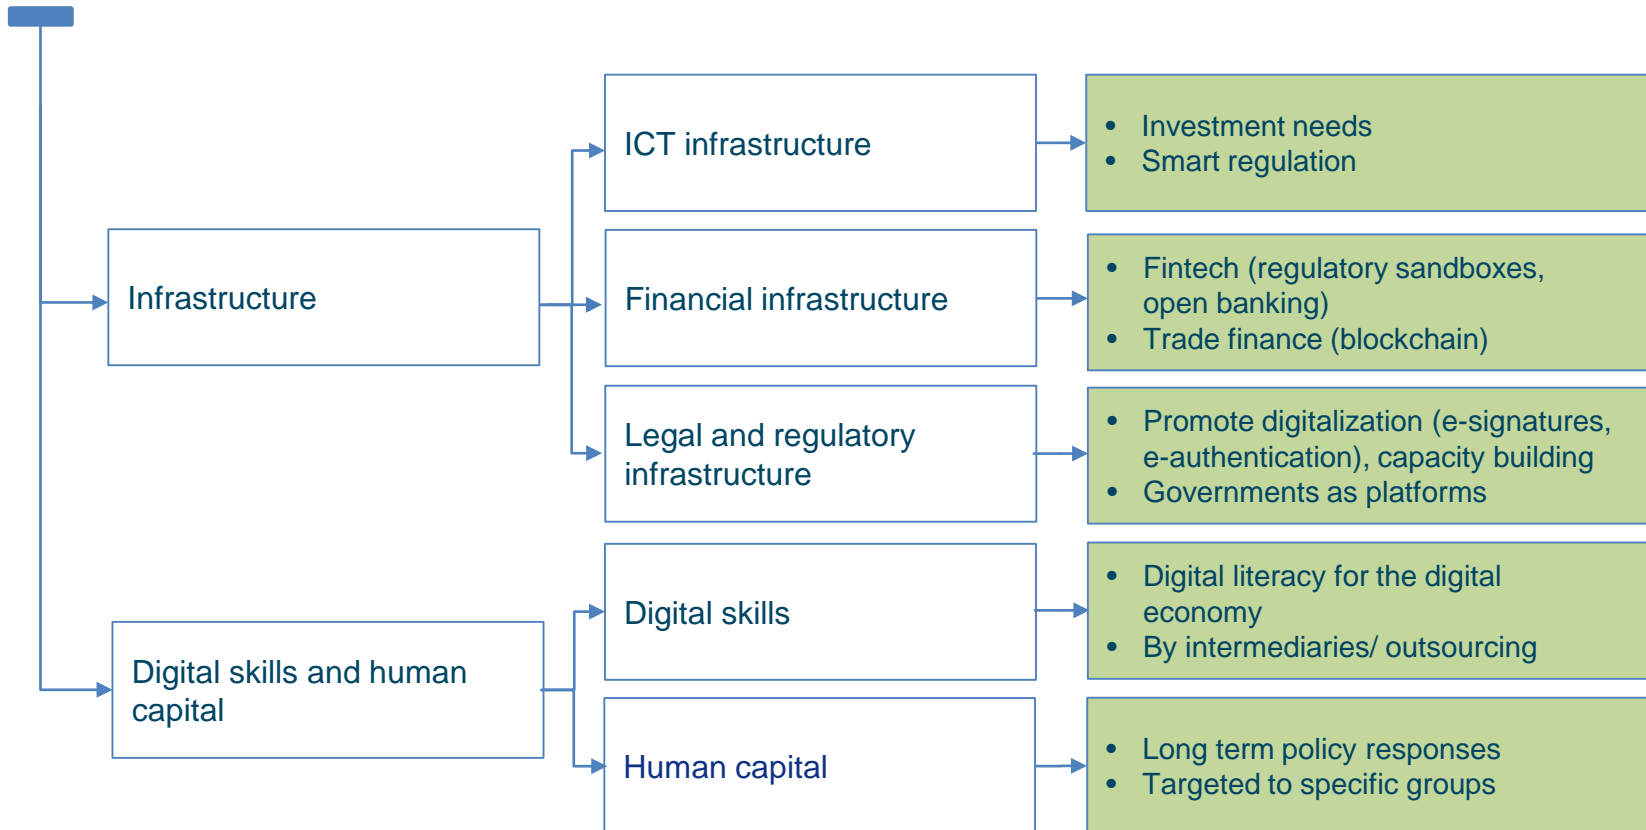 ICT infrastructure
• Investment needs
• Smart regulation
Infrastructure
Financial infrastructure
• Fintech (regulatory sandboxes,
open banking)
• Trade finance (blockchain)
Legal and regulatory
infrastructure
• Promote digitalization (e-signatures,
e-authentication), capacity building
• Governments as platforms
Digital skills and human
capital
Digital skills
• Digital literacy for the digital
economy
• By intermediaries/ outsourcing
Human capital
• Long term policy responses
• Targeted to specific groups